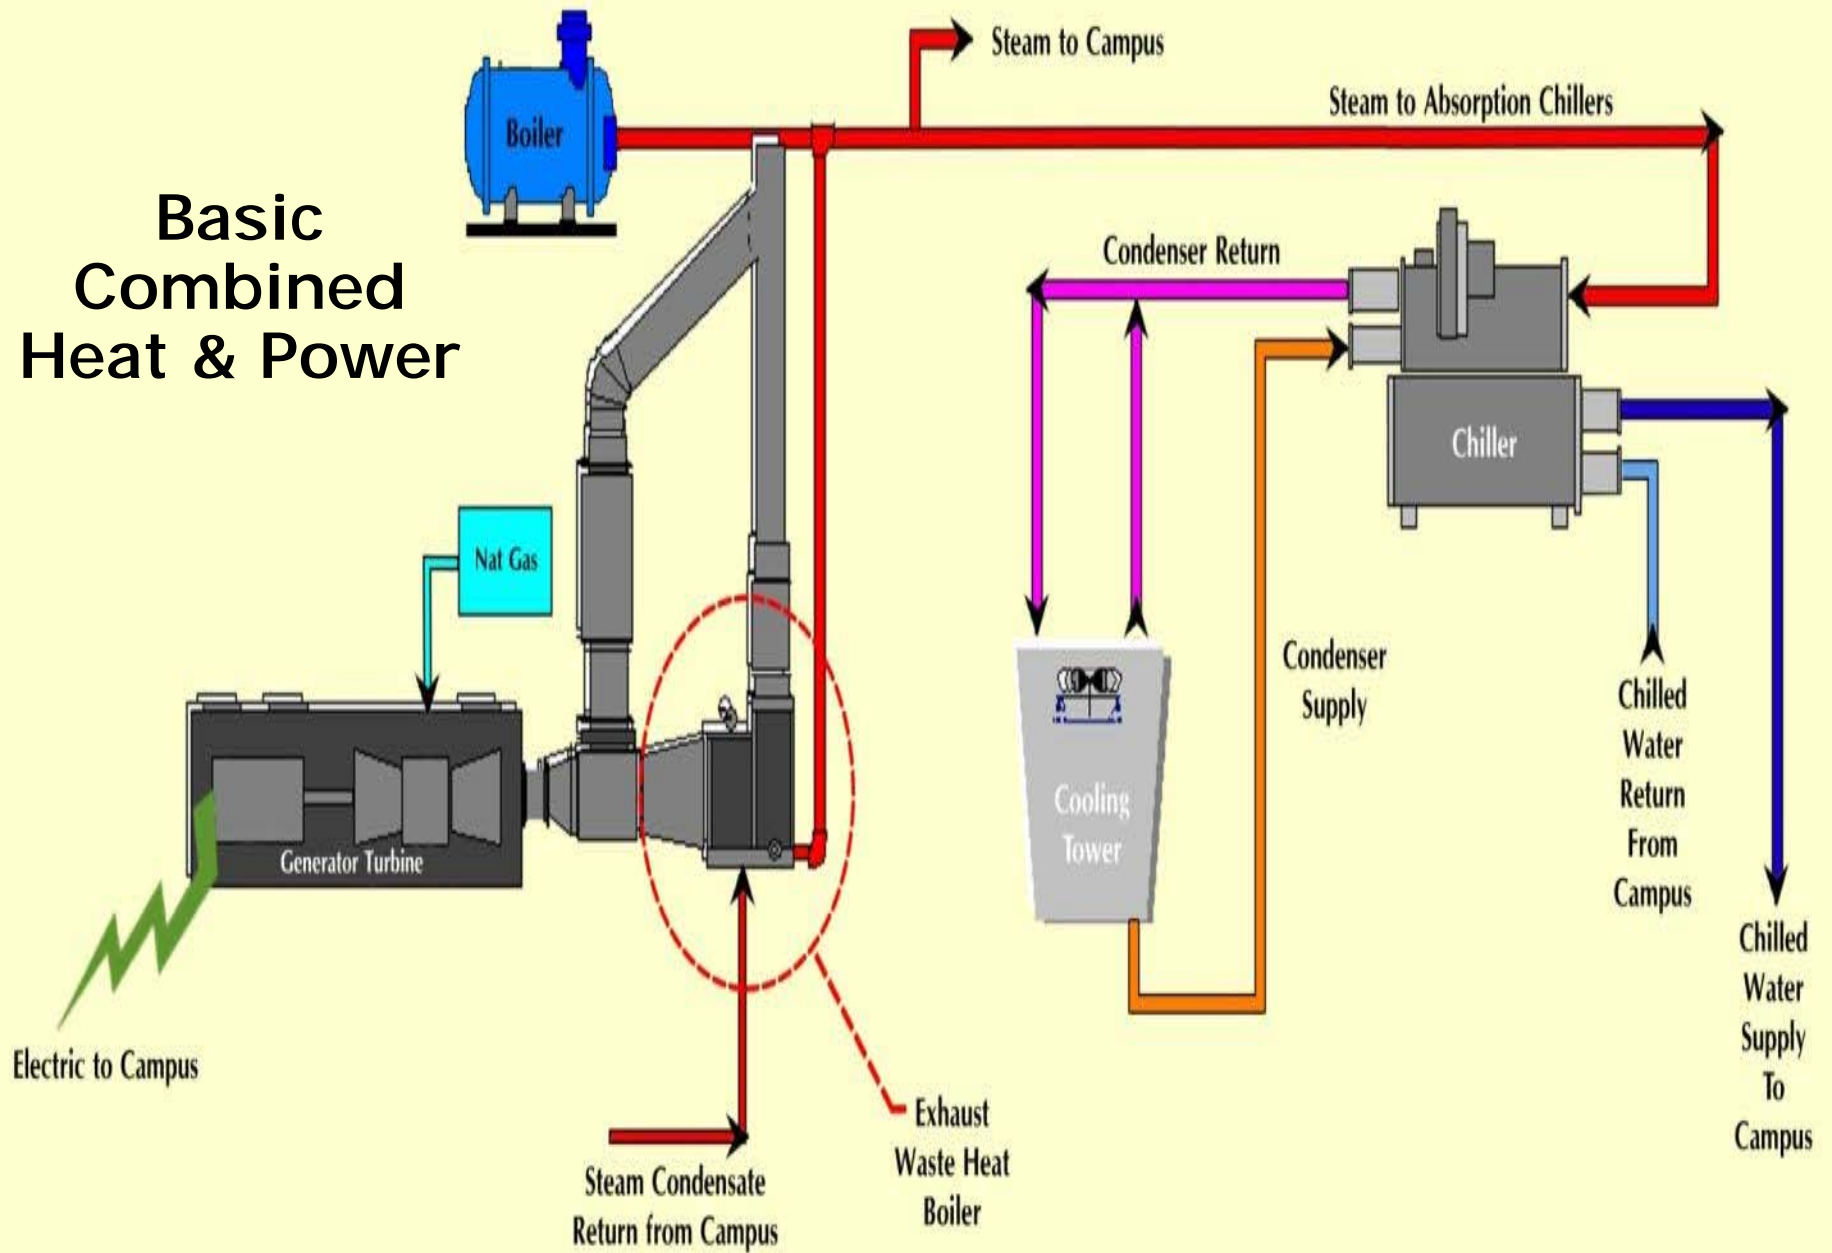 Steam to Campus
Steam to Absorption Chillers
Boiler
Basic
Combined
Heat & Power
Condenser Return
Chiller
Nat Gas
Condenser
Supply
Chilled
Water
Return
From
Campus
Cooling
Tower
Generator Turbine
Chilled
Water
Supply
To
Campus
Electric to Campus
Exhaust
Waste Heat
Boiler
Steam Condensate
Return from Campus